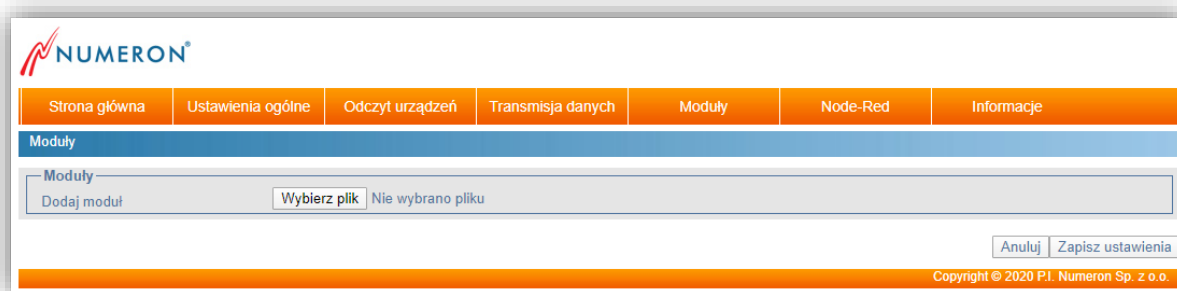 NUMERON®
Strona główna Ustawienia ogólne Odczyt urządzeń Transmisja danych Moduły Node-Red Informacje
Moduły
Moduły
Dodaj moduł Wybierz plik Nie wybrano pliku
Anuluj Zapisz ustawienia
Copyright © 2020 P.I. Numeron Sp. z o.o.